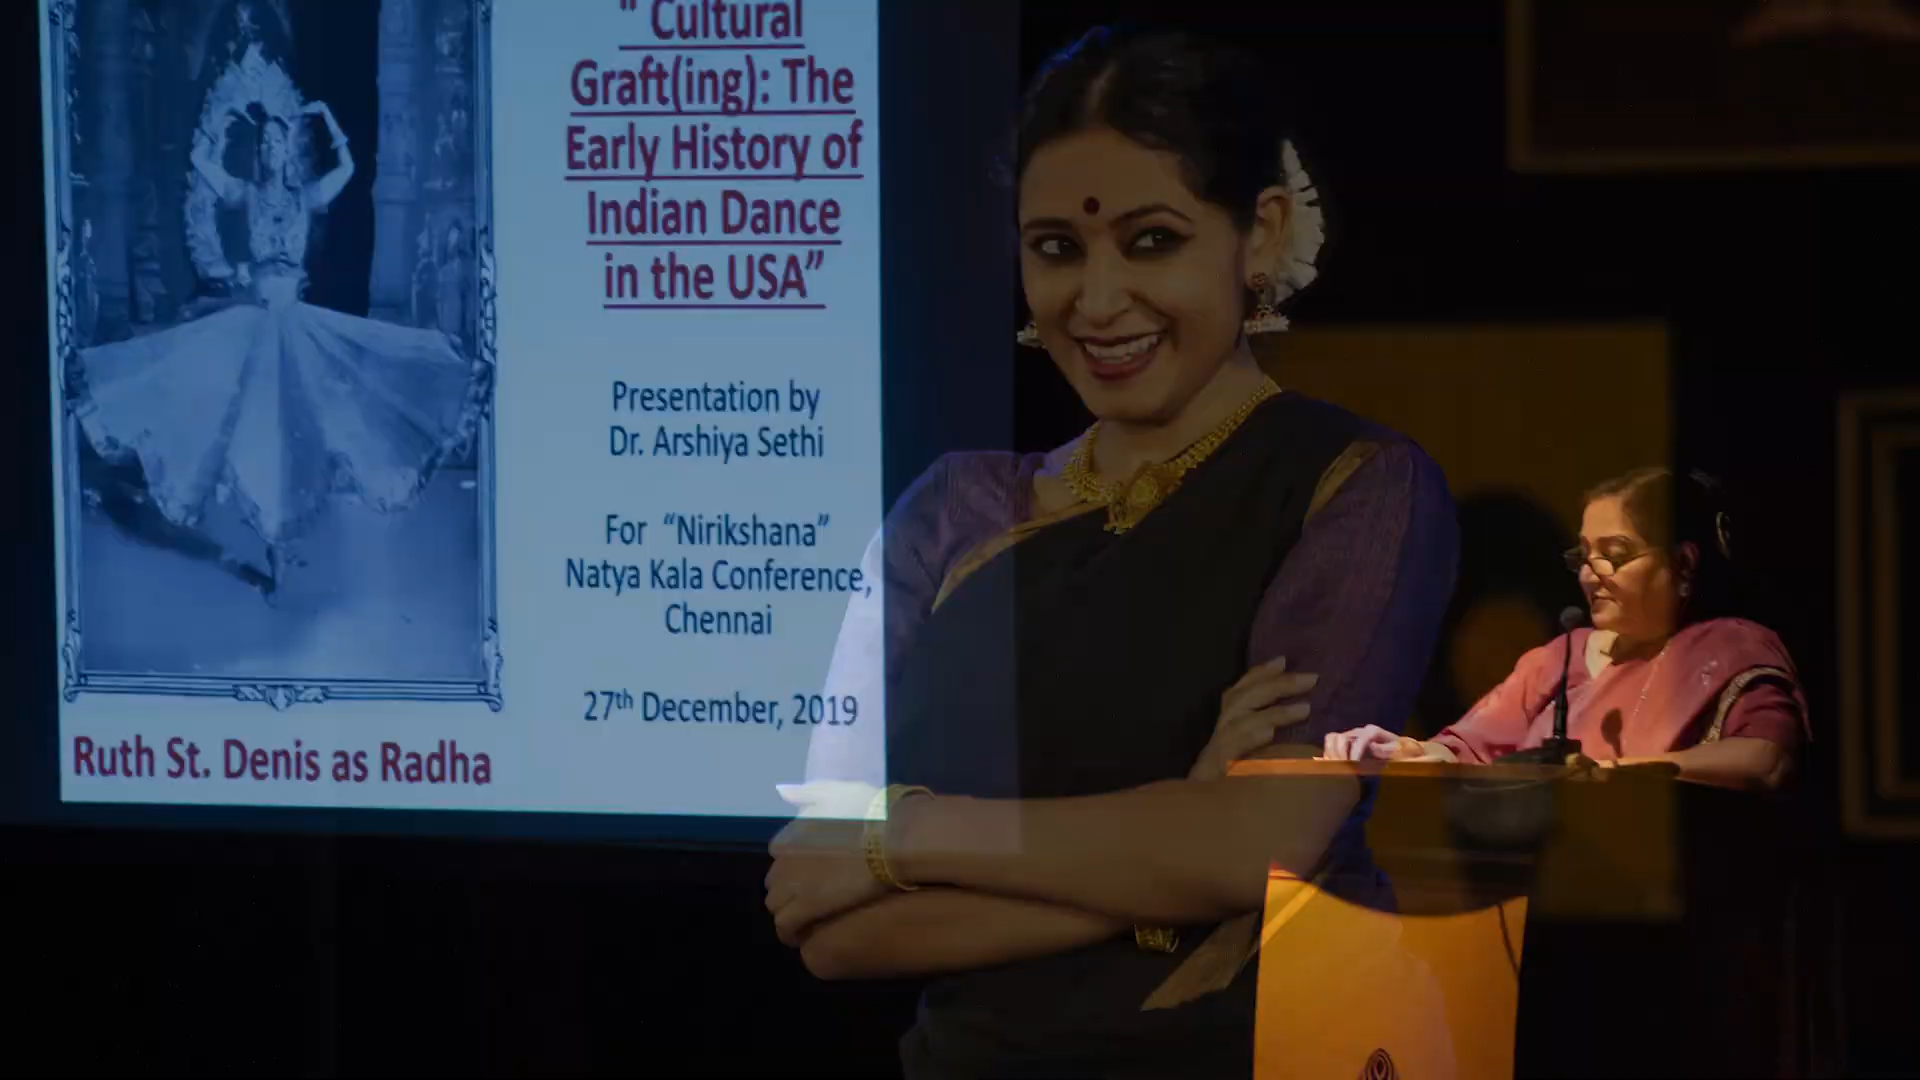 " Cultural
Graft(ing): The
Early History of
Indian Dance
in the USA"
Presentation by
Dr. Arshiya Sethi
For “Nirikshana”
Natya Kala Conference,
Chennai
27th December, 2019
Ruth St. Denis as Radha